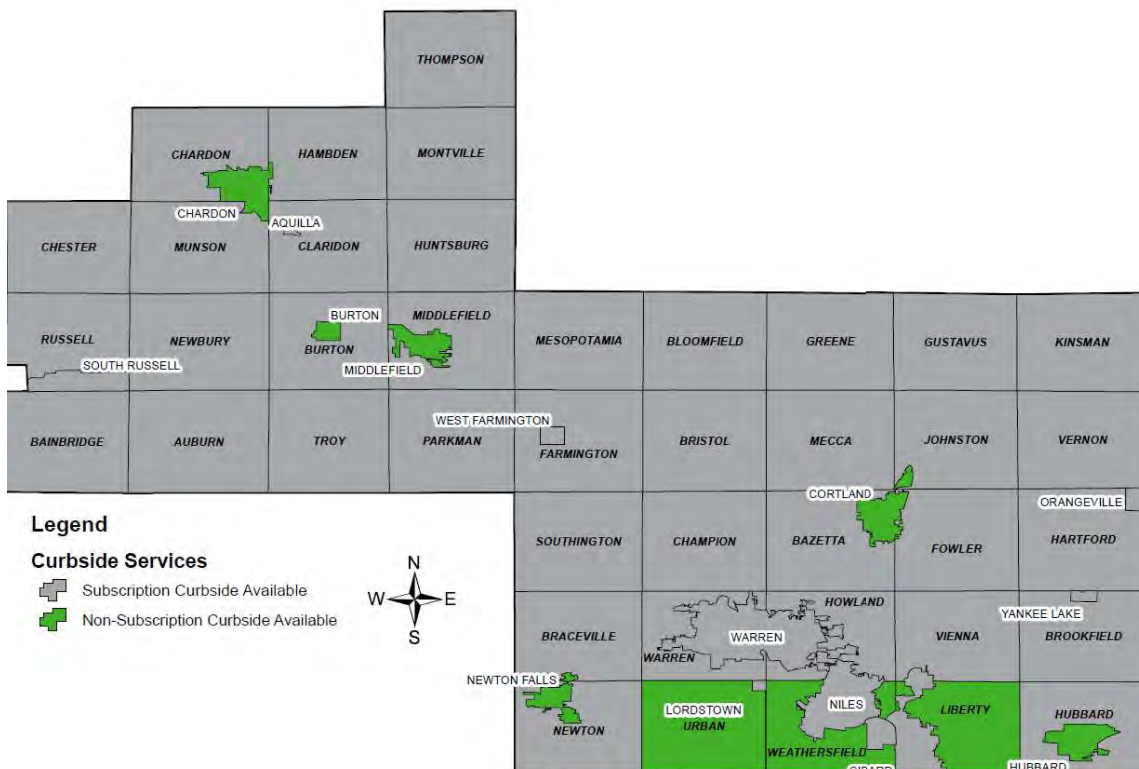 THOMPSON
CHARDON
HAMBDEN
MONTVILLE
CHARDON
AQUILLA
CHESTER
MUNSON
CLARIDON
HUNTSBURG
BURTON
MIDDLEFIELD
RUSSELL
NEWBURY
BURTON
MESOPOTAMIA
BLOOMFIELD
GREENE
GUSTAVUS
KINSMAN
SOUTH RUSSELL
MIDDLEFIELD
WEST FARMINGTON
BAINBRIDGE
AUBURN
TROY
PARKMAN
FARMINGTON
BRISTOL
MECCA
JOHNSTON
VERNON
CORTLAND
ORANGEVILLE
Legend
Curbside Services
Subscription Curbside Available
Non-Subscription Curbside Available
N
W
E
S
SOUTHINGTON
CHAMPION
BAZETTA
FOWLER
HARTFORD
HOWLAND
YANKEE LAKE
BRACEVILLE
WARREN
WARREN
VIENNA
BROOKFIELD
NEWTON FALLS
LORDSTOWN
URBAN
NILES
LIBERTY
HUBBARD
NEWTON
WEATHERSFIELD
GIRARD
HUBBARD